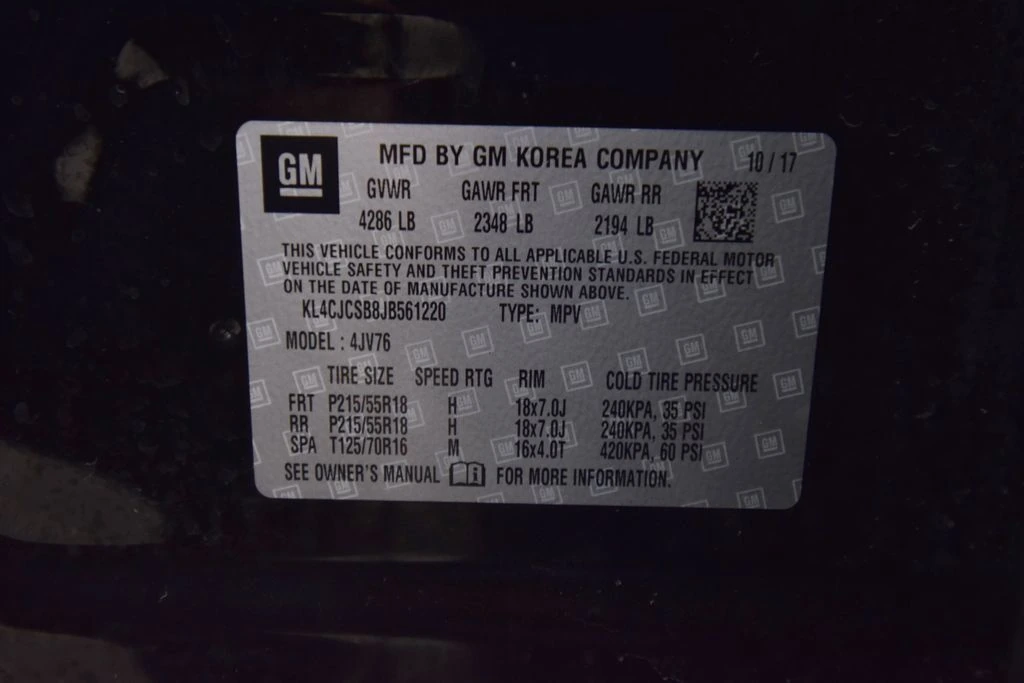 GM MFD BY GM KOREA COMPANY 10/17
GVWR GAWR FRT GAWR RR
4286 LB 2348 LB 2194 LB
THIS VEHICLE CONFORMS TO ALL APPLICABLE U.S. FEDERAL MOTOR
VEHICLE SAFETY AND THEFT PREVENTION STANDARDS IN EFFECT
ON THE DATE OF MANUFACTURE SHOWN ABOVE.
KL4CJCSB8JB561220 TYPE: MPV
MODEL : 4JV76
TIRE SIZE SPEED RTG RIM COLD TIRE PRESSURE
FRT P215/55R18 H 18x7.0J 240KPA, 35 PSI
RR P215/55R18 H 18x7.0J 240KPA, 35 PSI
SPA T125/70R16 M 16x4.0T 420KPA, 60 PSI
SEE OWNER'S MANUAL FOR MORE INFORMATION.